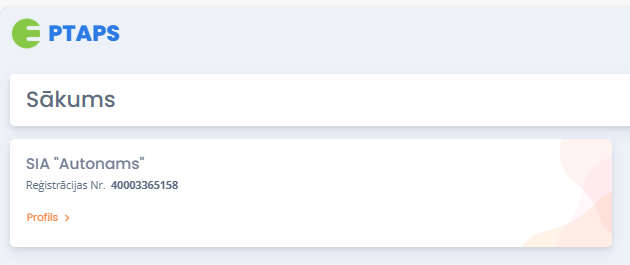 PTAPS
Sākums
SIA "Autonams"
Reģistrācijas Nr. 40003365158
Profils >